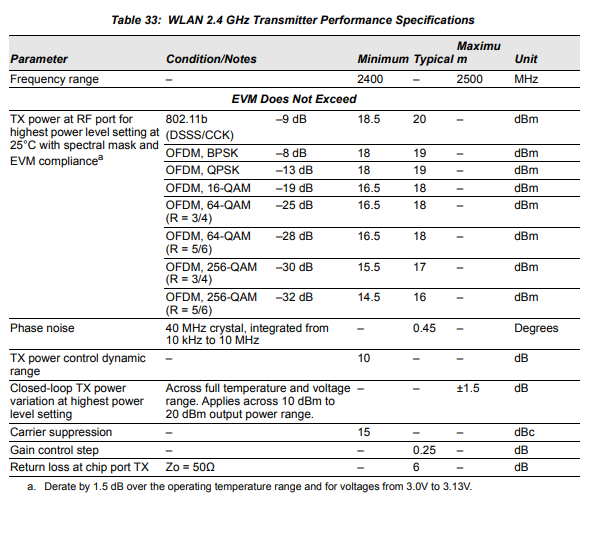 Table 33: WLAN 2.4 GHz Transmitter Performance Specifications
Maximu
Parameter Condition/Notes Minimum Typical m Unit
Frequency range – 2400 – 2500 MHz
EVM Does Not Exceed
TX power at RF port for 802.11b –9 dB 18.5 20 – dBm
highest power level setting at (DSSS/CCK)
25°C with spectral mask and OFDM, BPSK –8 dB 18 19 – dBm
EVM compliancea OFDM, QPSK –13 dB 18 19 – dBm
OFDM, 16-QAM –19 dB 16.5 18 – dBm
OFDM, 64-QAM –25 dB 16.5 18 – dBm
(R = 3/4)
OFDM, 64-QAM –28 dB 16.5 18 – dBm
(R = 5/6)
OFDM, 256-QAM –30 dB 15.5 17 – dBm
(R = 3/4)
OFDM, 256-QAM –32 dB 14.5 16 – dBm
(R = 5/6)
Phase noise 40 MHz crystal, integrated from – 0.45 – Degrees
10 kHz to 10 MHz
TX power control dynamic – 10 – – dB
range
Closed-loop TX power Across full temperature and voltage – – ±1.5 dB
variation at highest power range. Applies across 10 dBm to
level setting 20 dBm output power range.
Carrier suppression – 15 – – dBc
Gain control step – – 0.25 – dB
Return loss at chip port TX Zo = 50Ω – 6 – dB
a. Derate by 1.5 dB over the operating temperature range and for voltages from 3.0V to 3.13V.